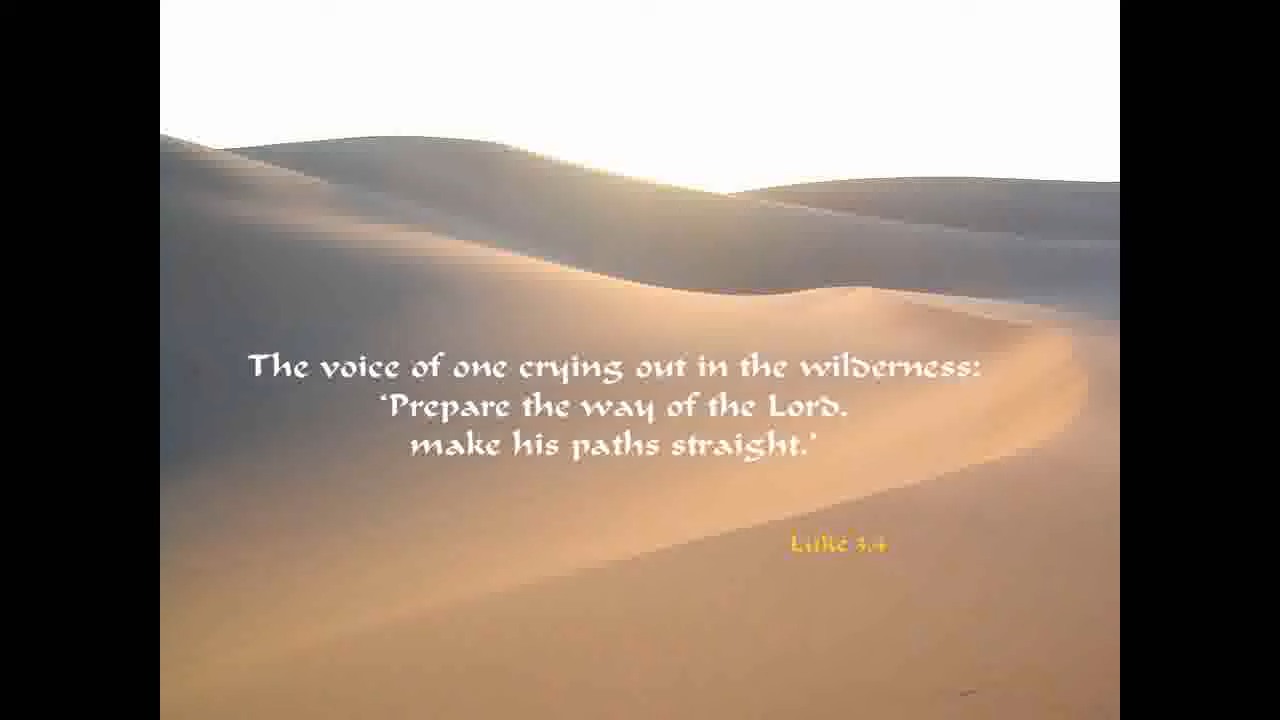 The voice of one crying out in the wilderness:
‘Prepare the way of the Lord,
make his paths straight.’
Luke 3.4